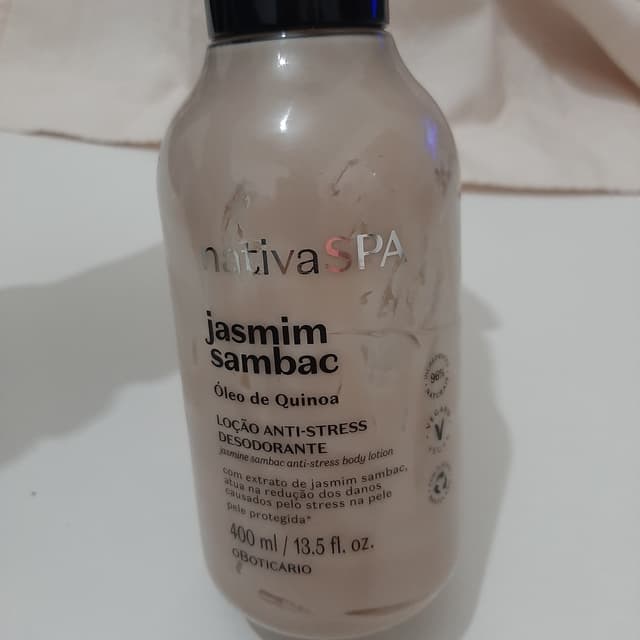 nativaSPA
jasmim
sambac
Óleo de Quinoa
LOÇÃO ANTI-STRESS
DESODORANTE
jasmine sambac anti-stress body lotion
com extrato de jasmim sambac,
atua na redução dos danos
causados pelo stress na pele
pele protegida*
400 ml / 13.5 fl. oz.
oBOTICÁRIO
96%
VEGANO